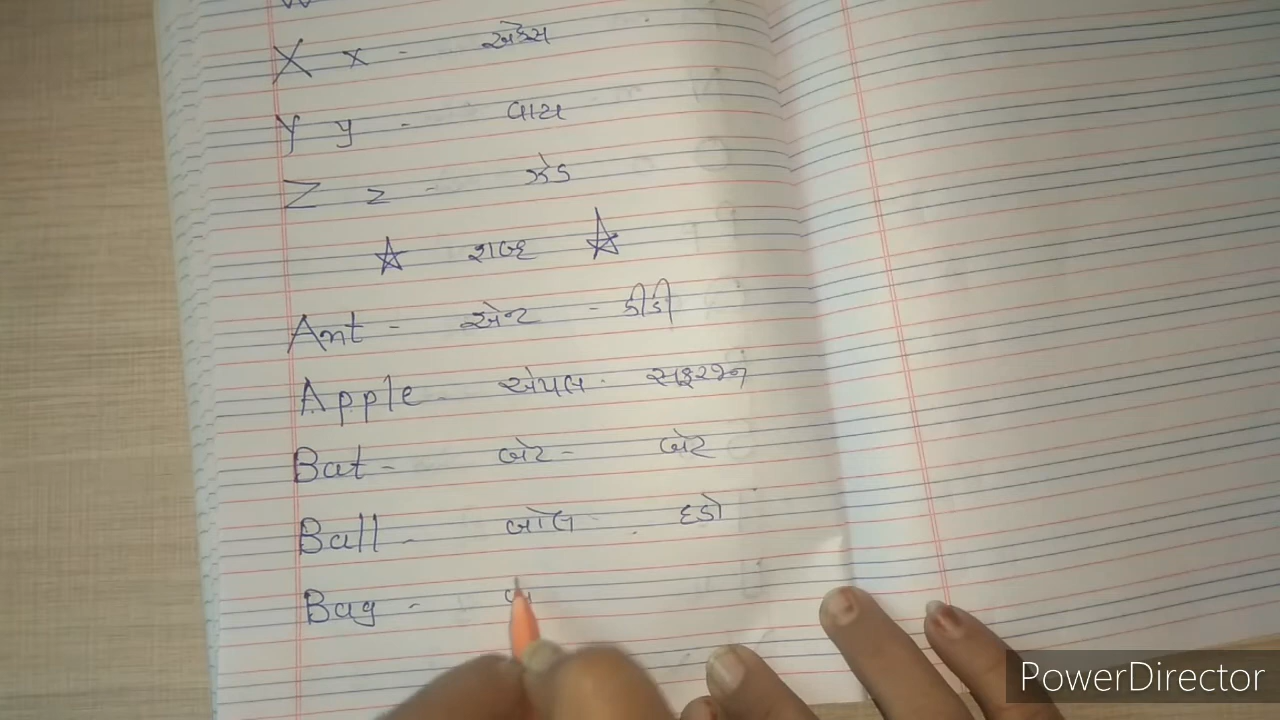 X x - એક્સ
Y y - વાય
Z z - ઝેડ
☆ શબ્દ ☆
Ant - એન્ટ - કીડી
Apple - એપલ - સફરજન
Bat - બેટ - બેટ
Ball - બોલ - દડો
Bag - બ
PowerDirector